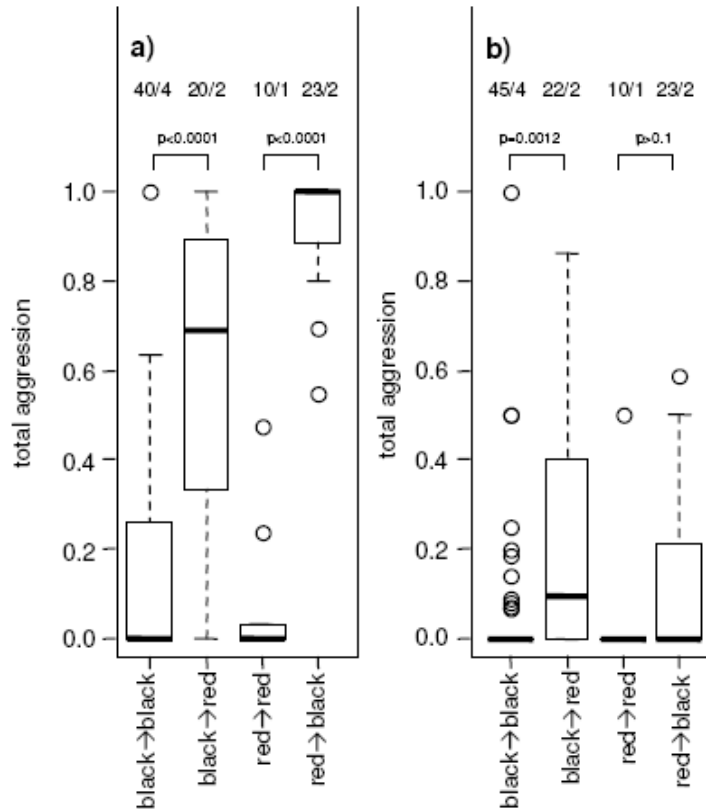 a)
40/4 20/2 10/1 23/2
p<0.0001 p<0.0001
1.0
0.8
0.6
0.4
0.2
0.0
total aggression
black→black
black→red
red→red
red→black
b)
45/4 22/2 10/1 23/2
p=0.0012 p>0.1
1.0
0.8
0.6
0.4
0.2
0.0
total aggression
black→black
black→red
red→red
red→black